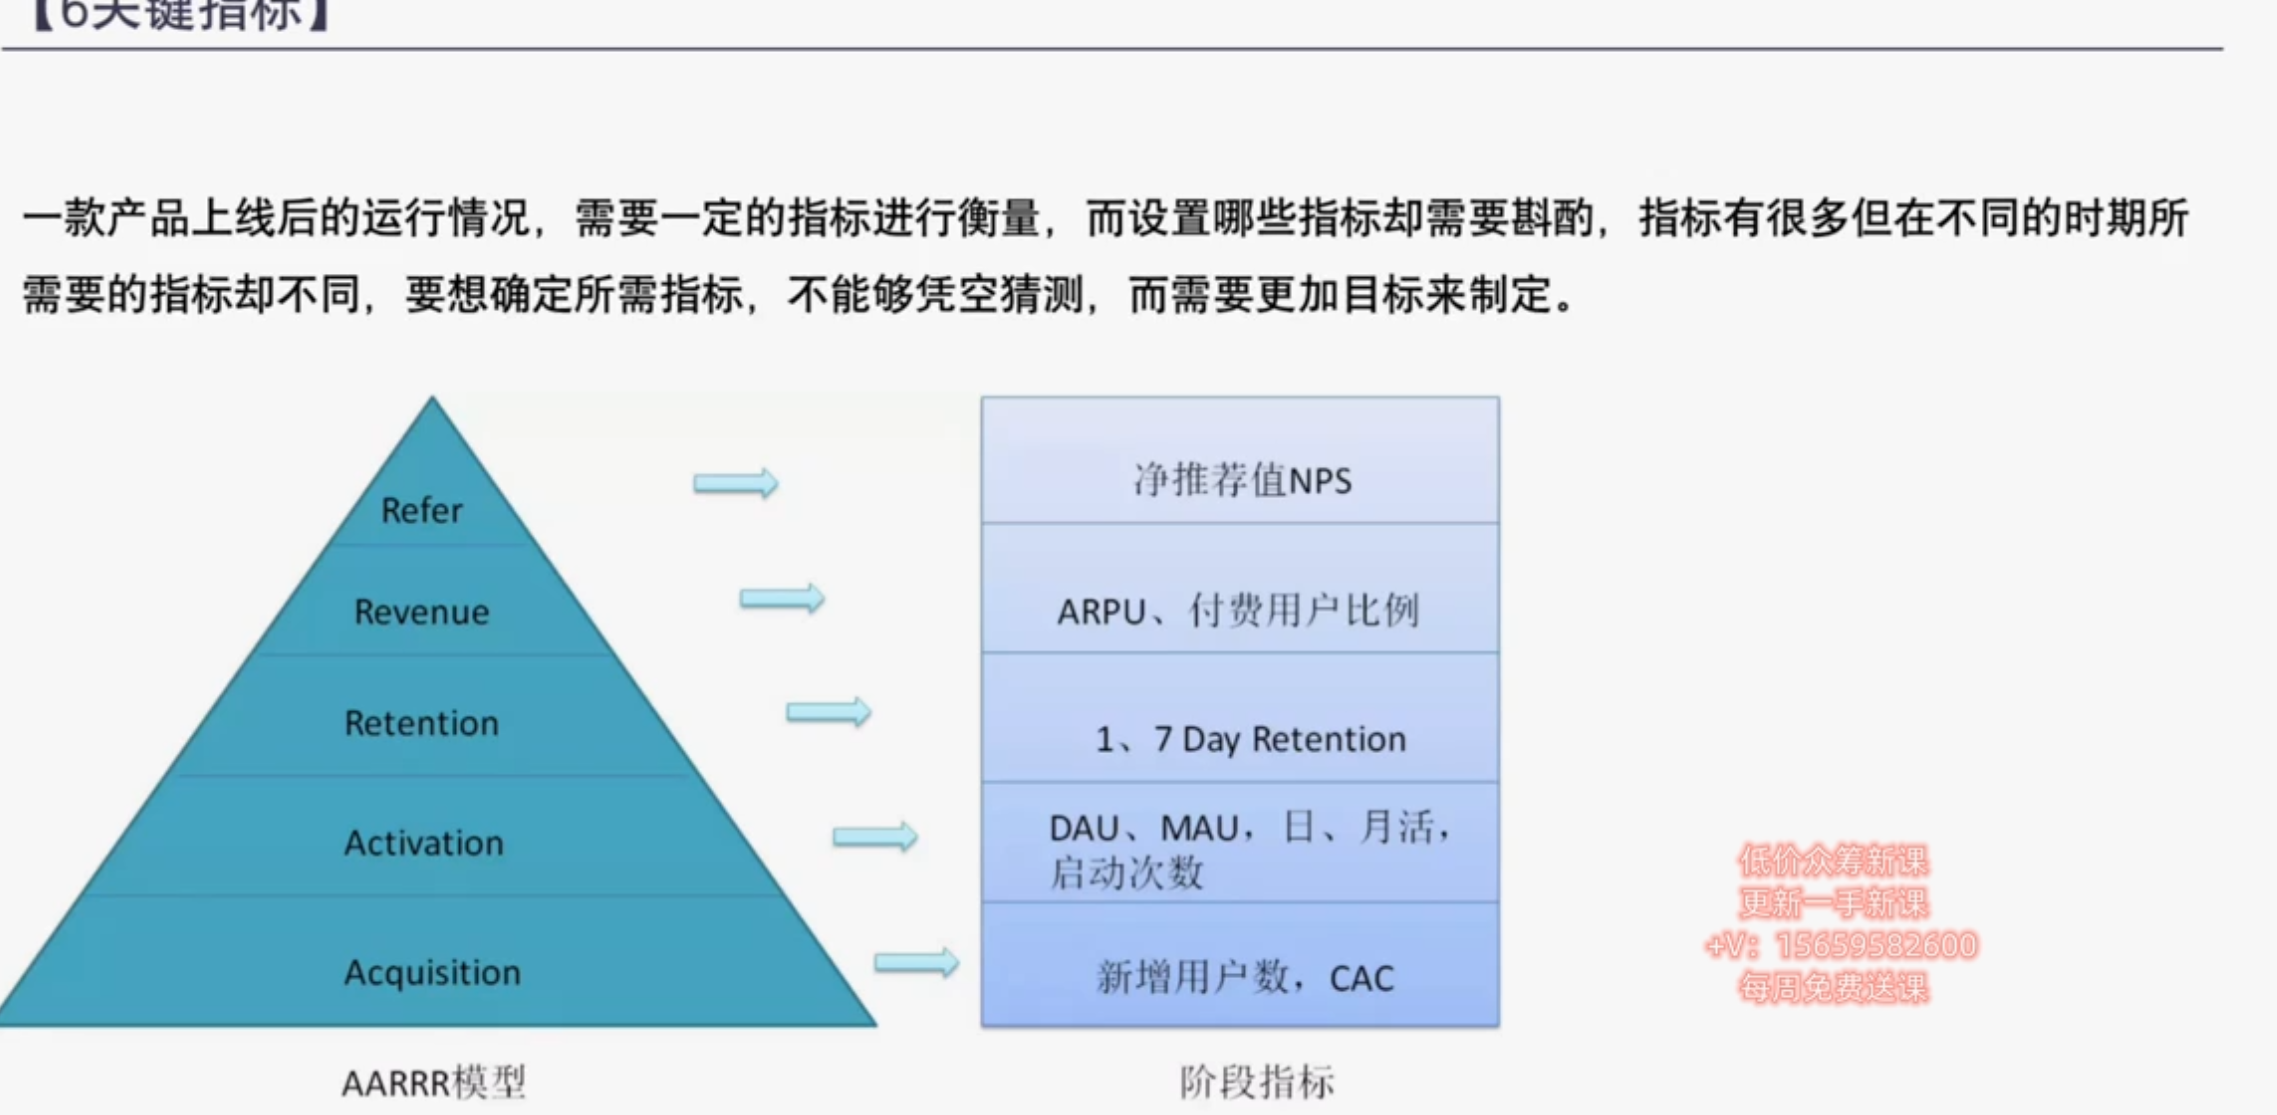 【6关键指标】
一款产品上线后的运行情况，需要一定的指标进行衡量，而设置哪些指标却需要斟酌，指标有很多但在不同的时期所
需要的指标却不同，要想确定所需指标，不能够凭空猜测，而需要更加目标来制定。
Refer
净推荐值NPS
Revenue
ARPU、付费用户比例
Retention
1、7 Day Retention
Activation
DAU、MAU，日、月活，
启动次数
Acquisition
新增用户数，CAC
AARRR模型
阶段指标
低价众筹新课
更新一手新课
+V：15659582600
每周免费送课